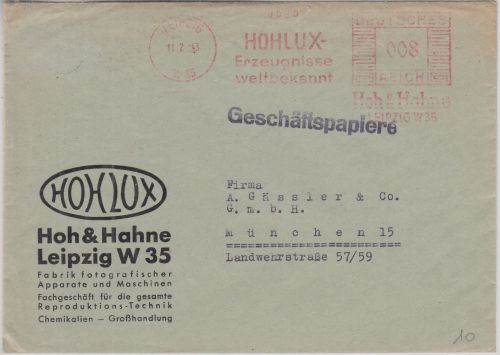 LEIPZIG
HOHLUX-
Erzeugnisse
weltbekannt
DEUTSCHES
008
REICH
Hoh & Hahne
LEIPZIG W 35
Geschäftspapiere
HOHLUX
Hoh & Hahne
Leipzig W 35
Fabrik fotografischer
Apparate und Maschinen
Fachgeschäft für die gesamte
Reproduktions-Technik
Chemikalien – Großhandlung
Firma
A. Gässler & Co.
G. m. b. H.
München 15
Landwehrstraße 57/59
10